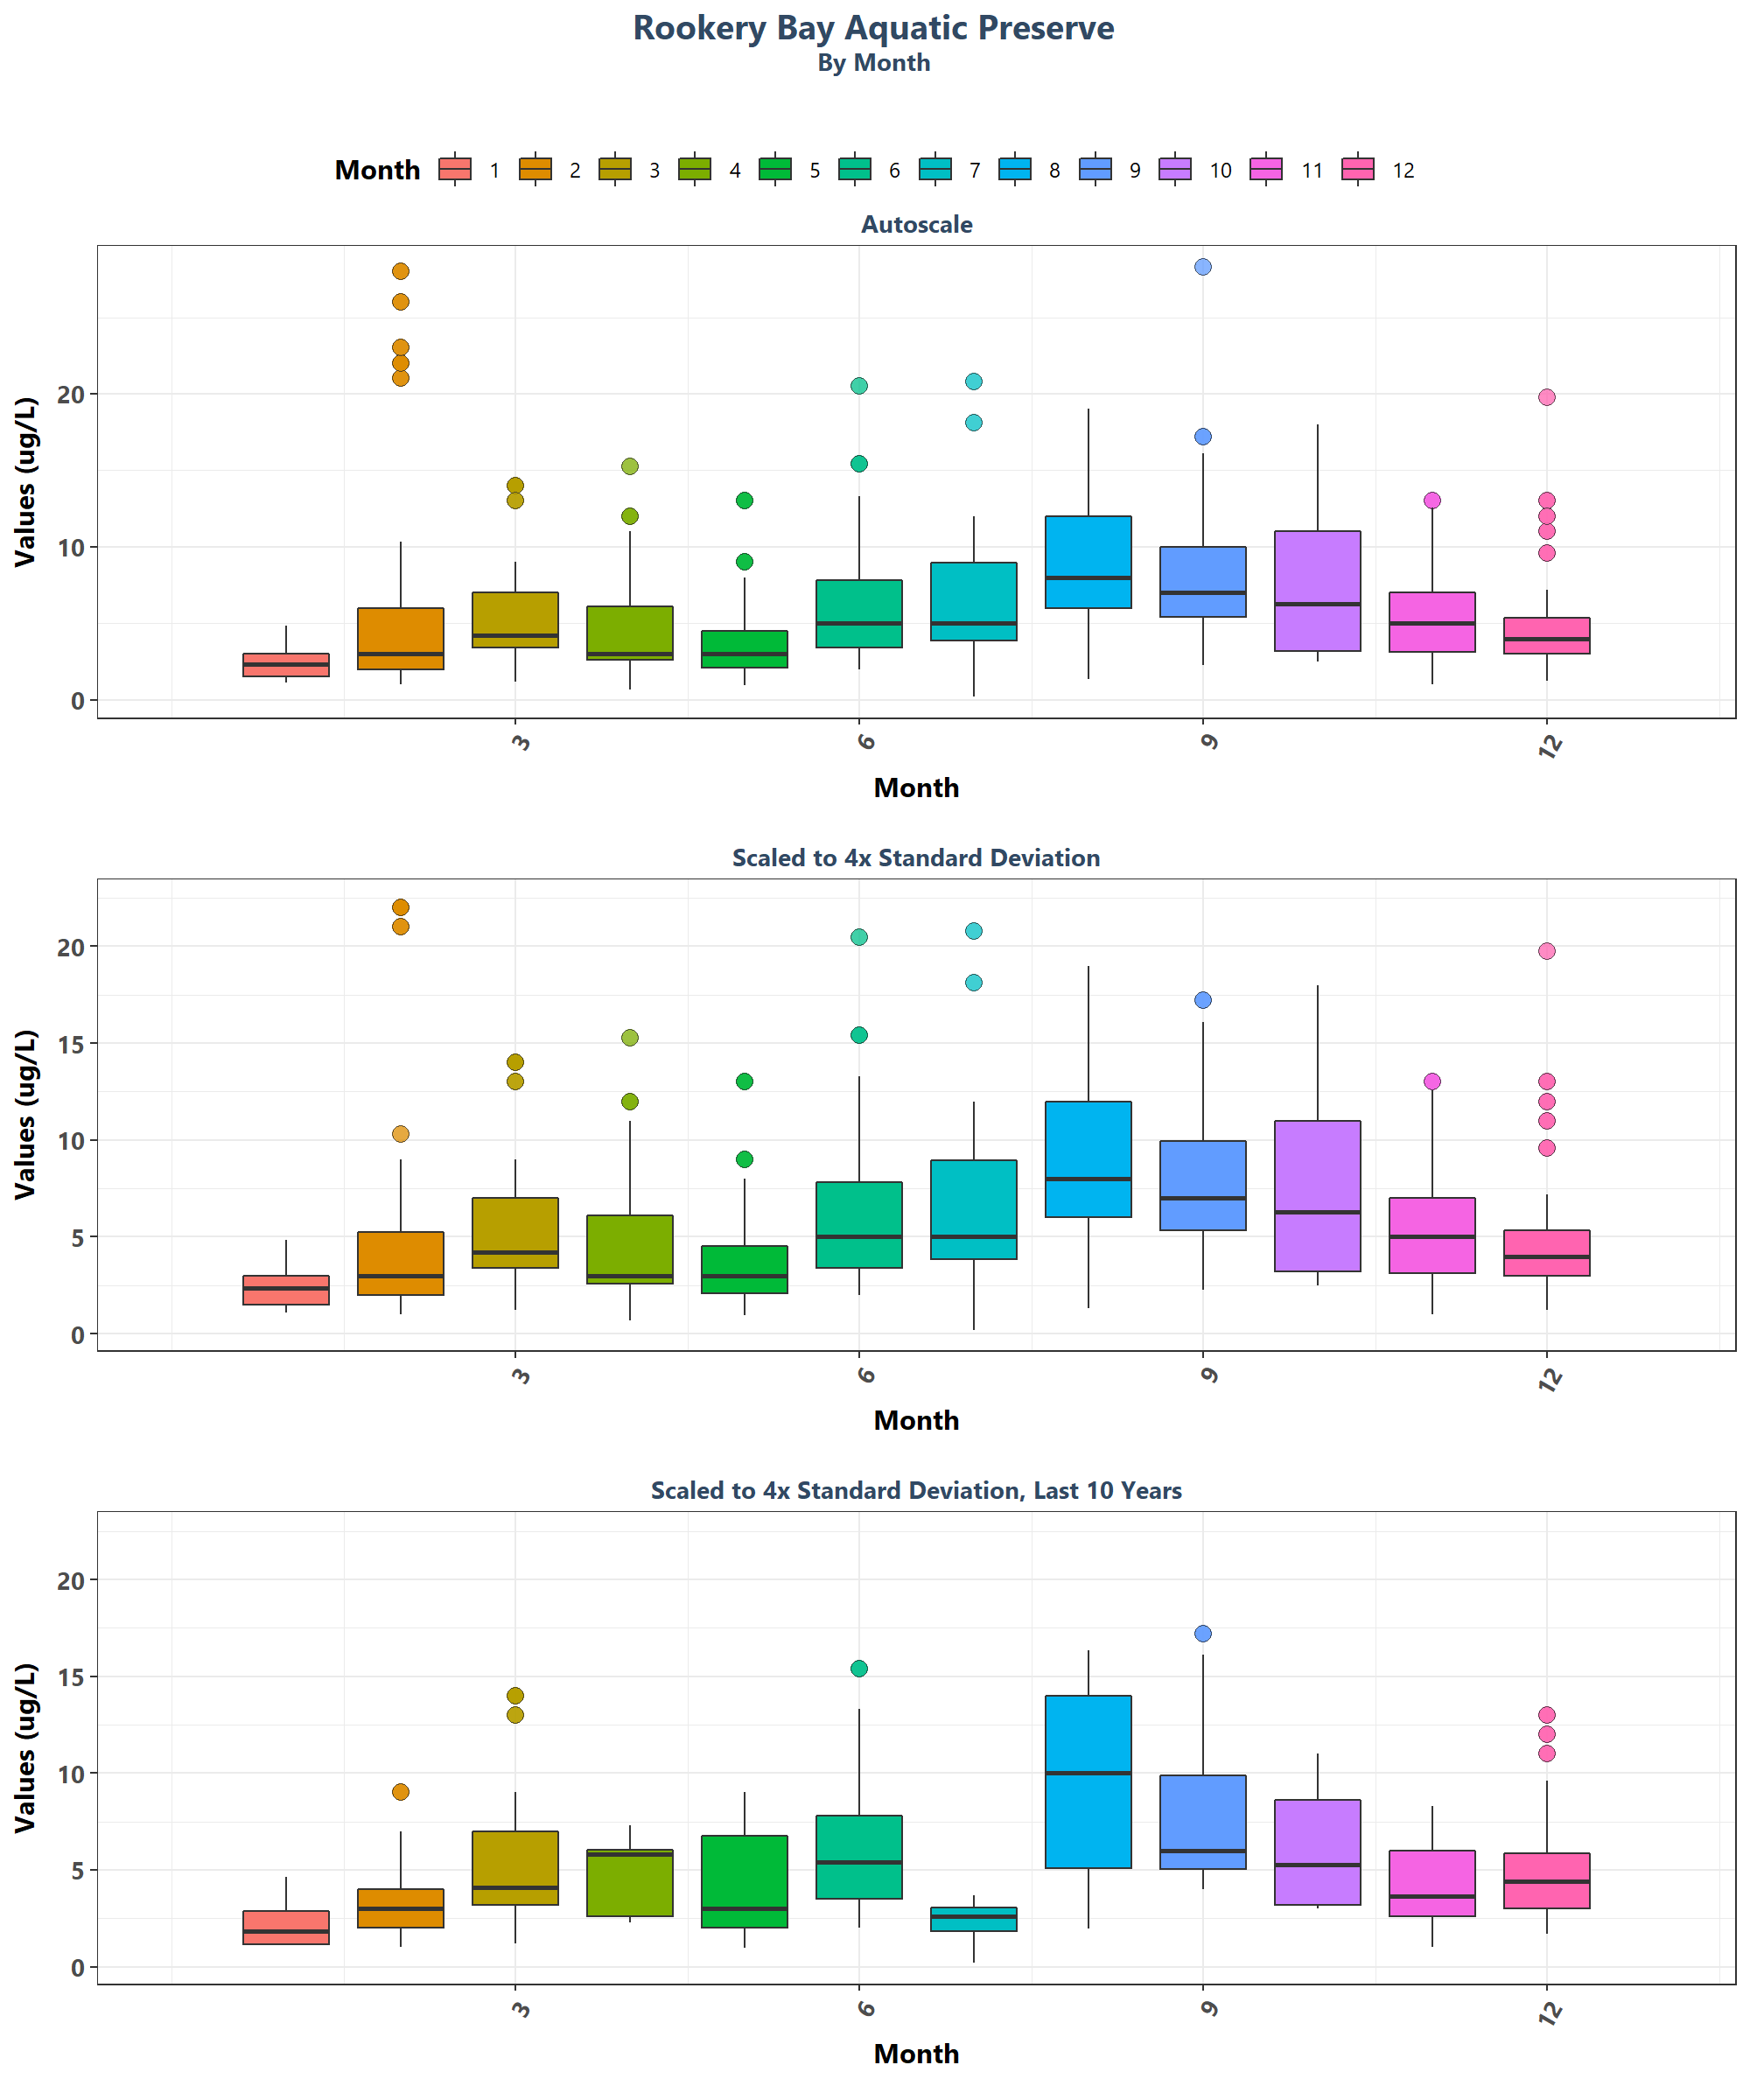 Rookery Bay Aquatic Preserve
By Month
Month 1 2 3 4 5 6 7 8 9 10 11 12
Autoscale
Values (ug/L)
20
10
0
3 6 9 12
Month
Scaled to 4x Standard Deviation
Values (ug/L)
20
15
10
5
0
3 6 9 12
Month
Scaled to 4x Standard Deviation, Last 10 Years
Values (ug/L)
20
15
10
5
0
3 6 9 12
Month